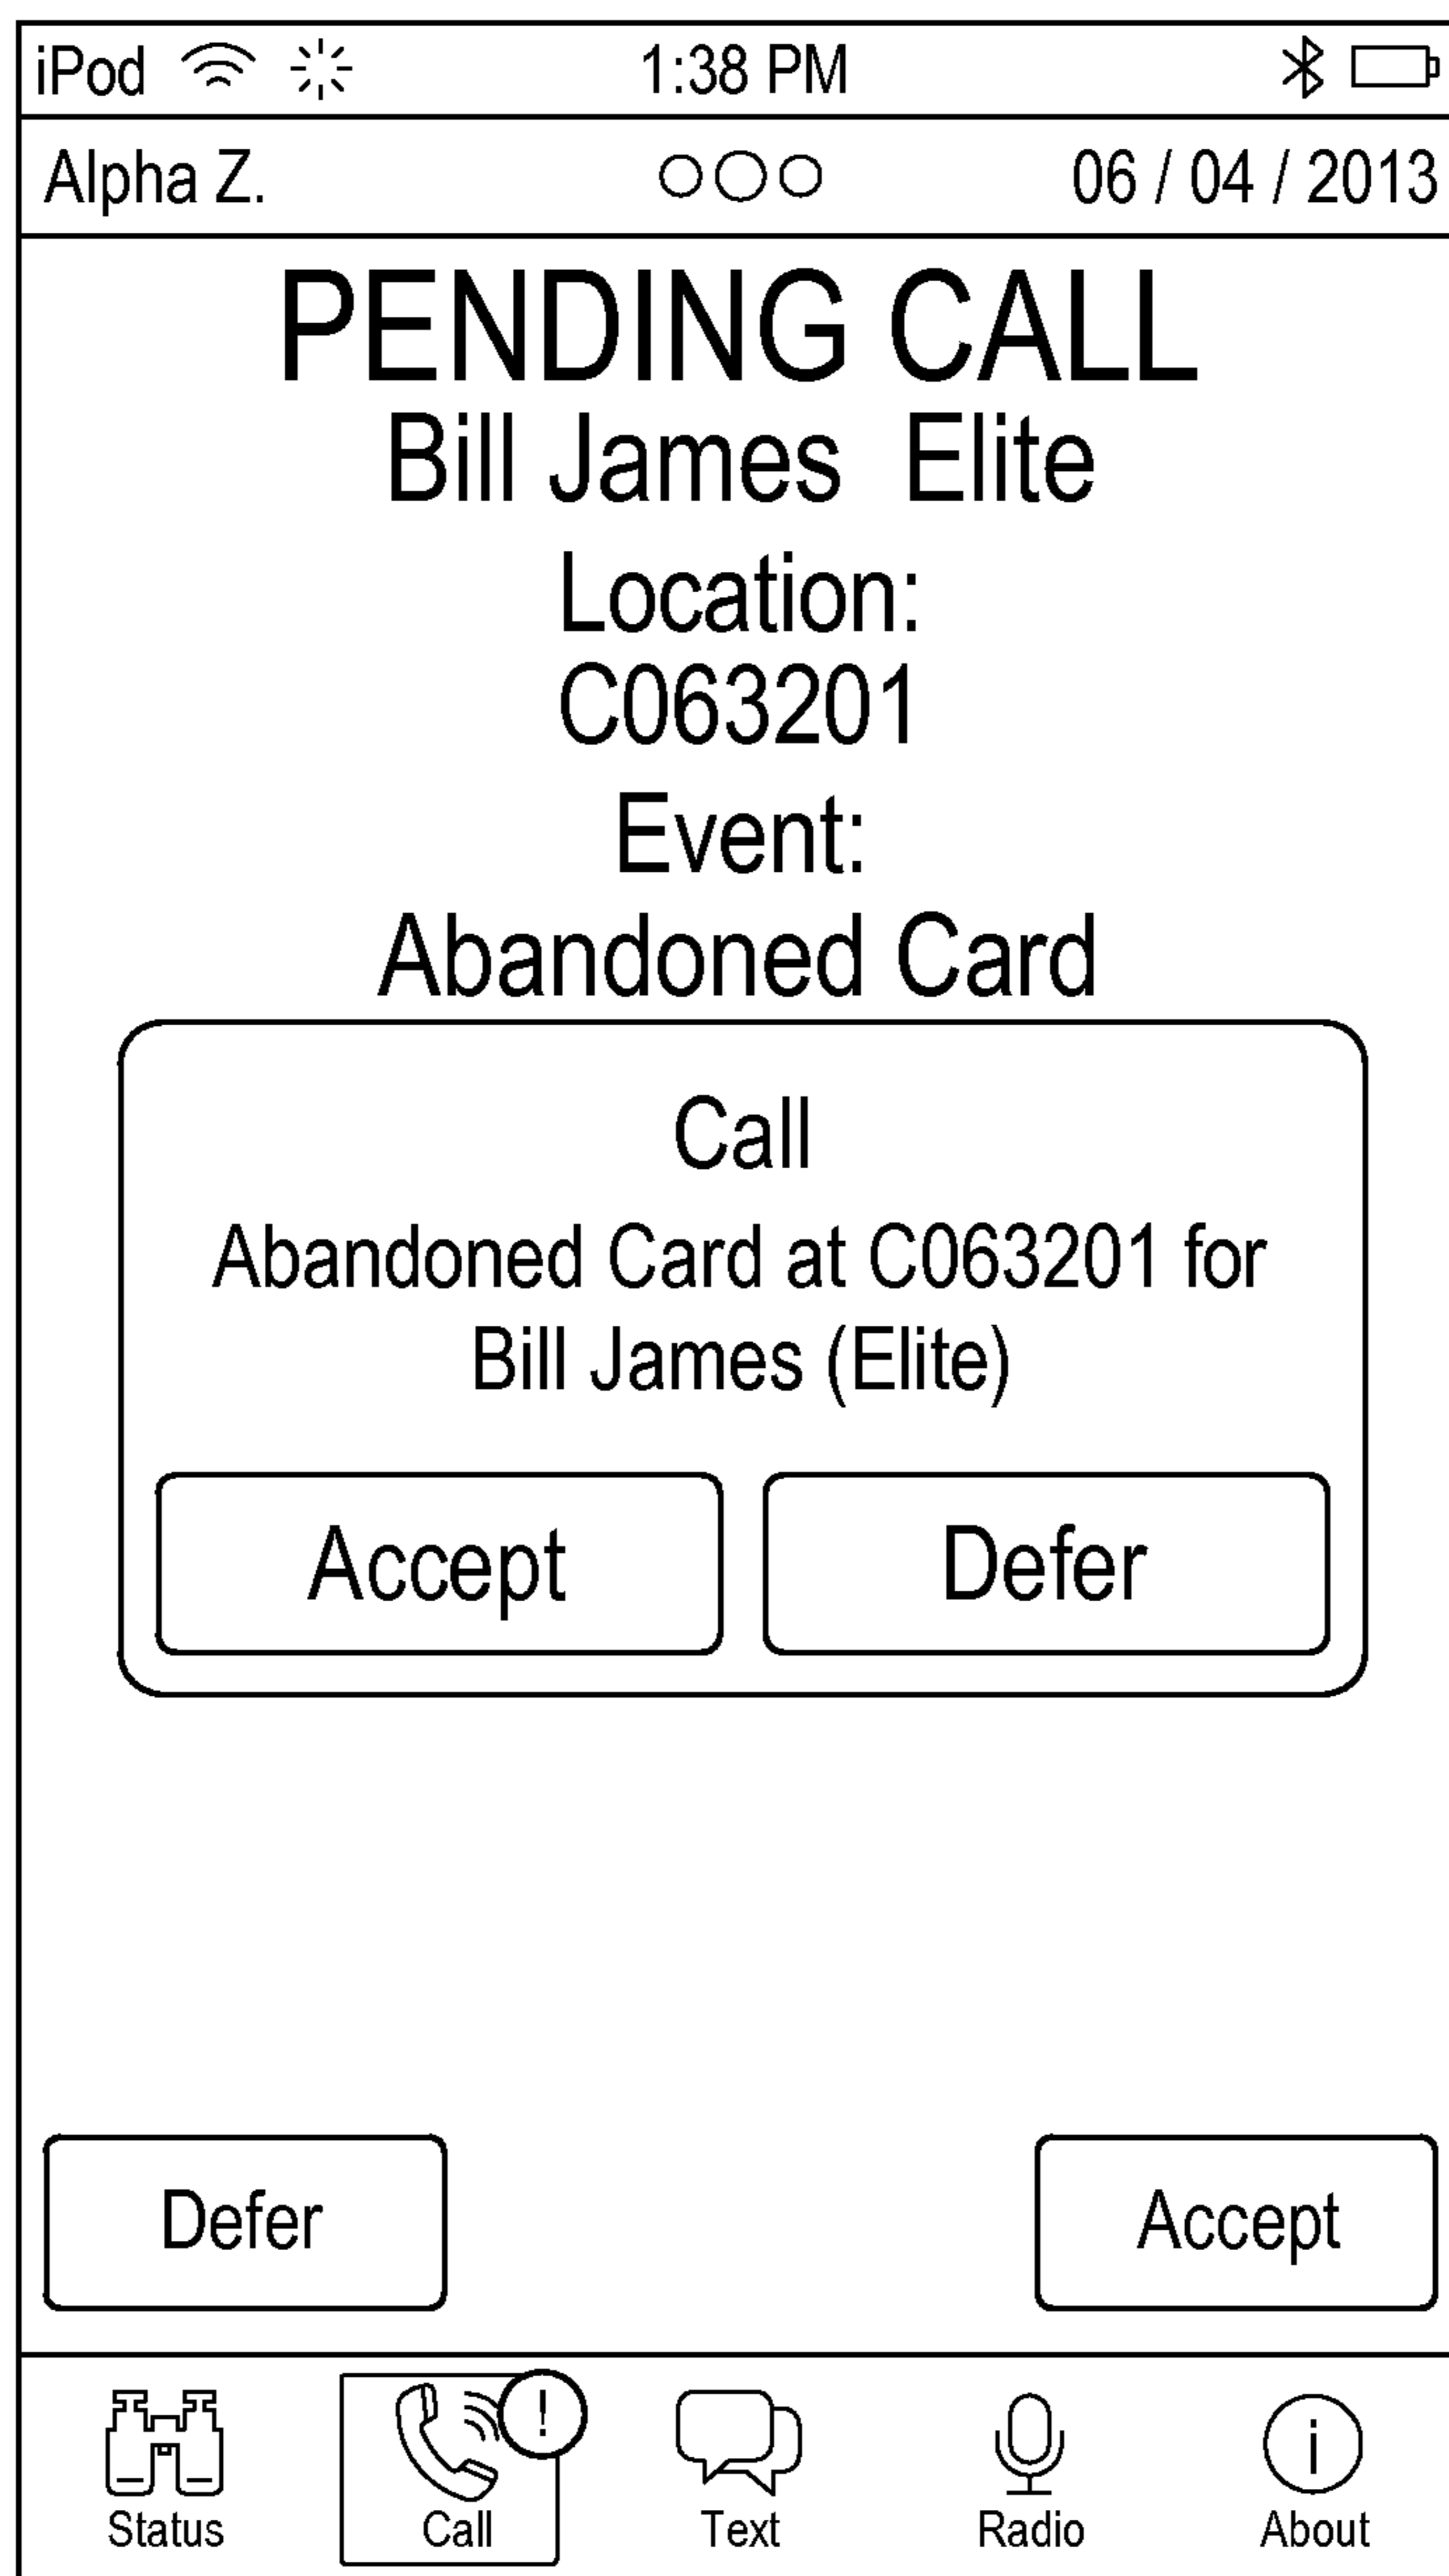 iPod 1:38 PM
Alpha Z. 06 / 04 / 2013
PENDING CALL
Bill James Elite
Location:
C063201
Event:
Abandoned Card
Call
Abandoned Card at C063201 for
Bill James (Elite)
Accept Defer
Defer Accept
!
i
Status Call Text Radio About